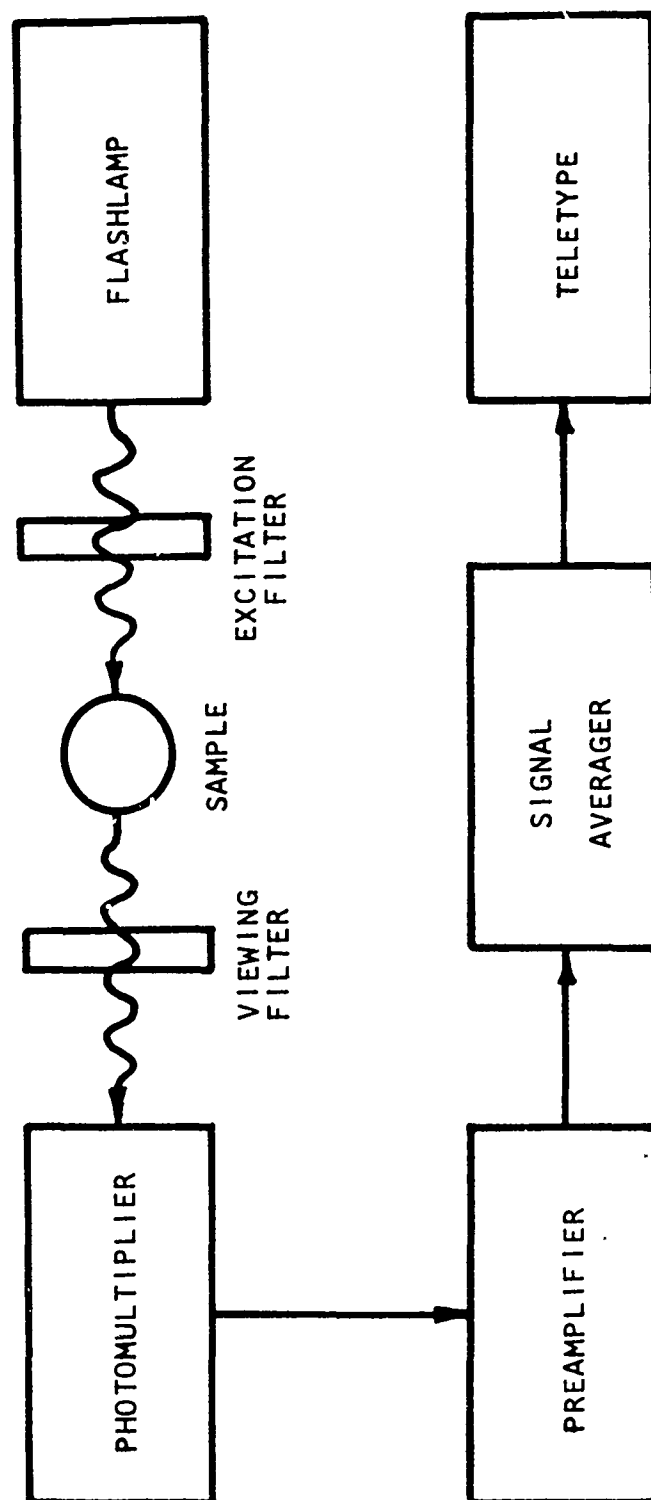 PHOTOMULTIPLIER
VIEWING
FILTER
SAMPLE
EXCITATION
FILTER
FLASHLAMP
PREAMPLIFIER
SIGNAL
AVERAGER
TELETYPE